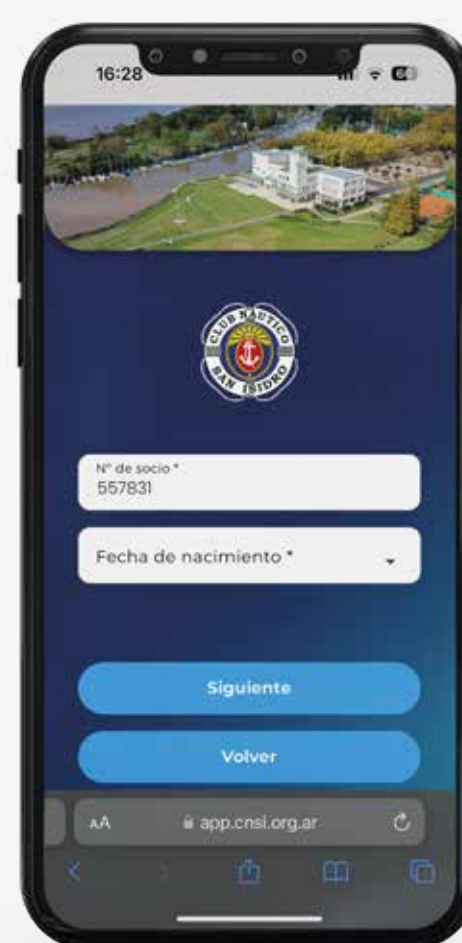 16:28
CLUB NAUTICO
SAN ISIDRO
Nº de socio *
557831
Fecha de nacimiento *
Siguiente
Volver
AA
app.cnsi.org.ar